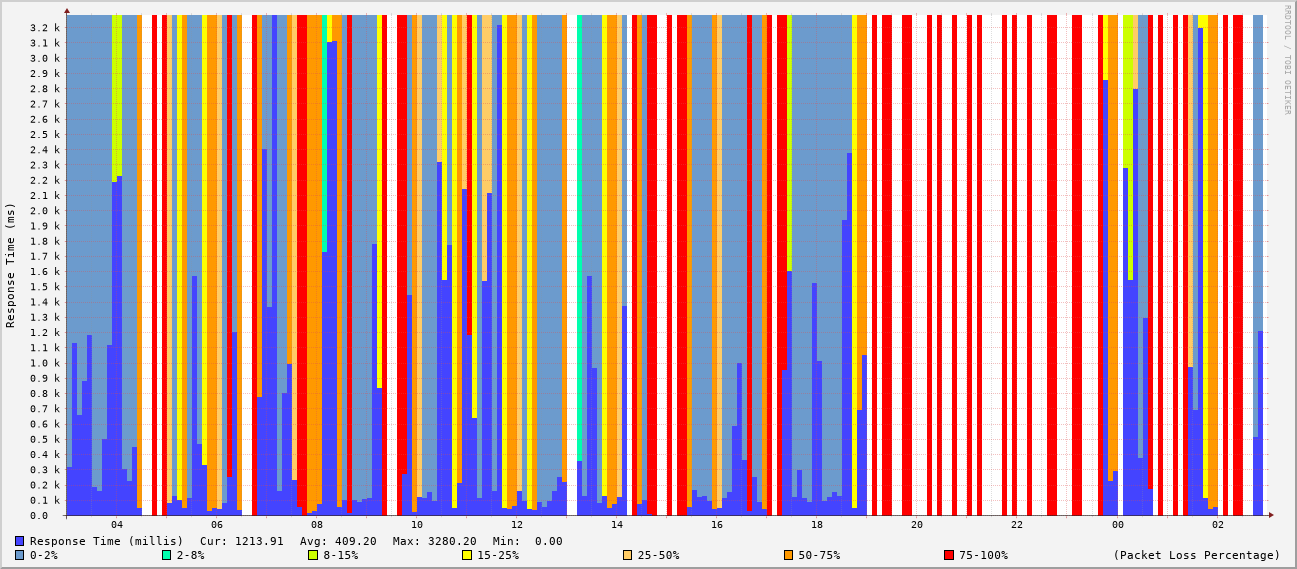 RRDTOOL / TOBI OETIKER
Response Time (ms)
3.2 k
3.1 k
2.9 k
2.8 k
2.7 k
2.6 k
2.5 k
2.4 k
2.3 k
2.2 k
2.1 k
2.0 k
1.9 k
1.8 k
1.7 k
1.6 k
1.5 k
1.4 k
1.3 k
1.2 k
1.1 k
1.0 k
0.9 k
0.8 k
0.7 k
0.6 k
0.5 k
0.4 k
0.3 k
0.2 k
0.1 k
0.0
04 06 08 10 12 14 16 18 20 22 00 02
Response Time (millis) Cur: 1213.91 Avg: 409.20 Max: 3280.20 Min: 0.00
0-2% 2-8% 8-15% 15-25% 25-50% 50-75% 75-100% (Packet Loss Percentage)